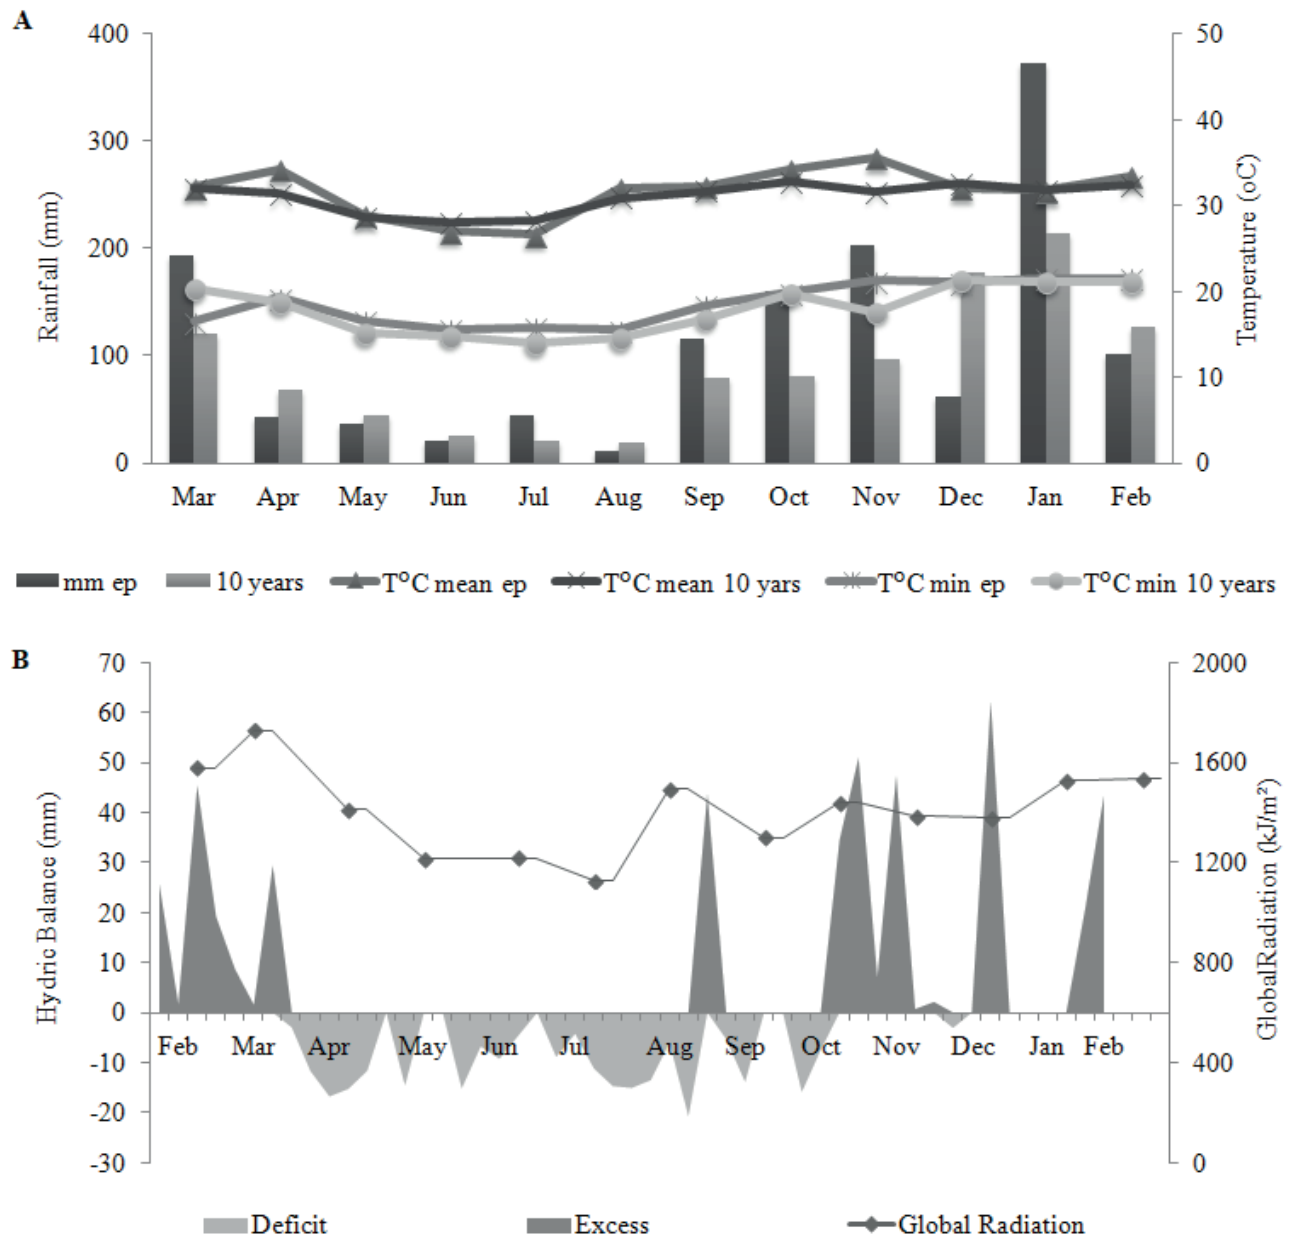 A
400
300
200
100
0
Rainfall (mm)
50
40
30
20
10
0
Temperature (oC)
Mar Apr May Jun Jul Aug Sep Oct Nov Dec Jan Feb
mm ep 10 years T°C mean ep T°C mean 10 yars T°C min ep T°C min 10 years
B
70
60
50
40
30
20
10
0
-10
-20
-30
Hydric Balance (mm)
2000
1600
1200
800
400
0
GlobalRadiation (kJ/m²)
Feb Mar Apr May Jun Jul Aug Sep Oct Nov Dec Jan Feb
Deficit Excess Global Radiation